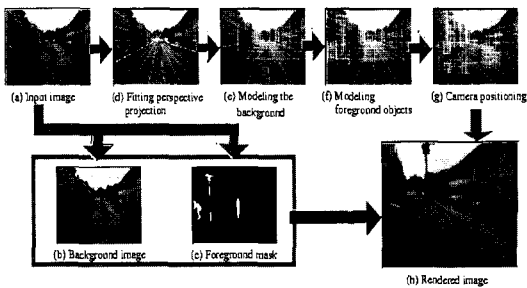 (a) Input image
(d) Fitting perspective
projection
(e) Modeling the
background
(f) Modeling
foreground objects
(g) Camera positioning
(b) Background image
(c) Foreground mask
(h) Rendered image